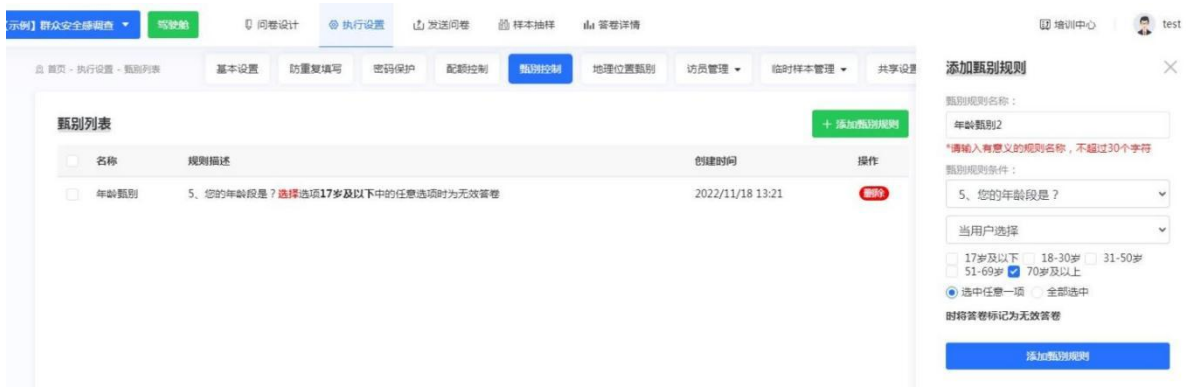 示例】群众安全感调查
驾驶舱
问卷设计
执行设置
发送问卷
样本抽样
答卷详情
培训中心
test
首页 - 执行设置 - 甄别列表
基本设置
防重复填写
密码保护
配额控制
甄别控制
地理位置甄别
访员管理
临时样本管理
共享设置
甄别列表
+ 添加甄别规则
名称 规则描述 创建时间 操作
年龄甄别 5、您的年龄段是？选择选项17岁及以下中的任意选项时为无效答卷 2022/11/18 13:21 删除
添加甄别规则
甄别规则名称：
年龄甄别2
*请输入有意义的规则名称，不超过30个字符
甄别规则条件：
5、您的年龄段是？
当用户选择
17岁及以下 18-30岁 31-50岁
51-69岁 70岁及以上
选中任意一项 全部选中
时将答卷标记为无效答卷
添加甄别规则